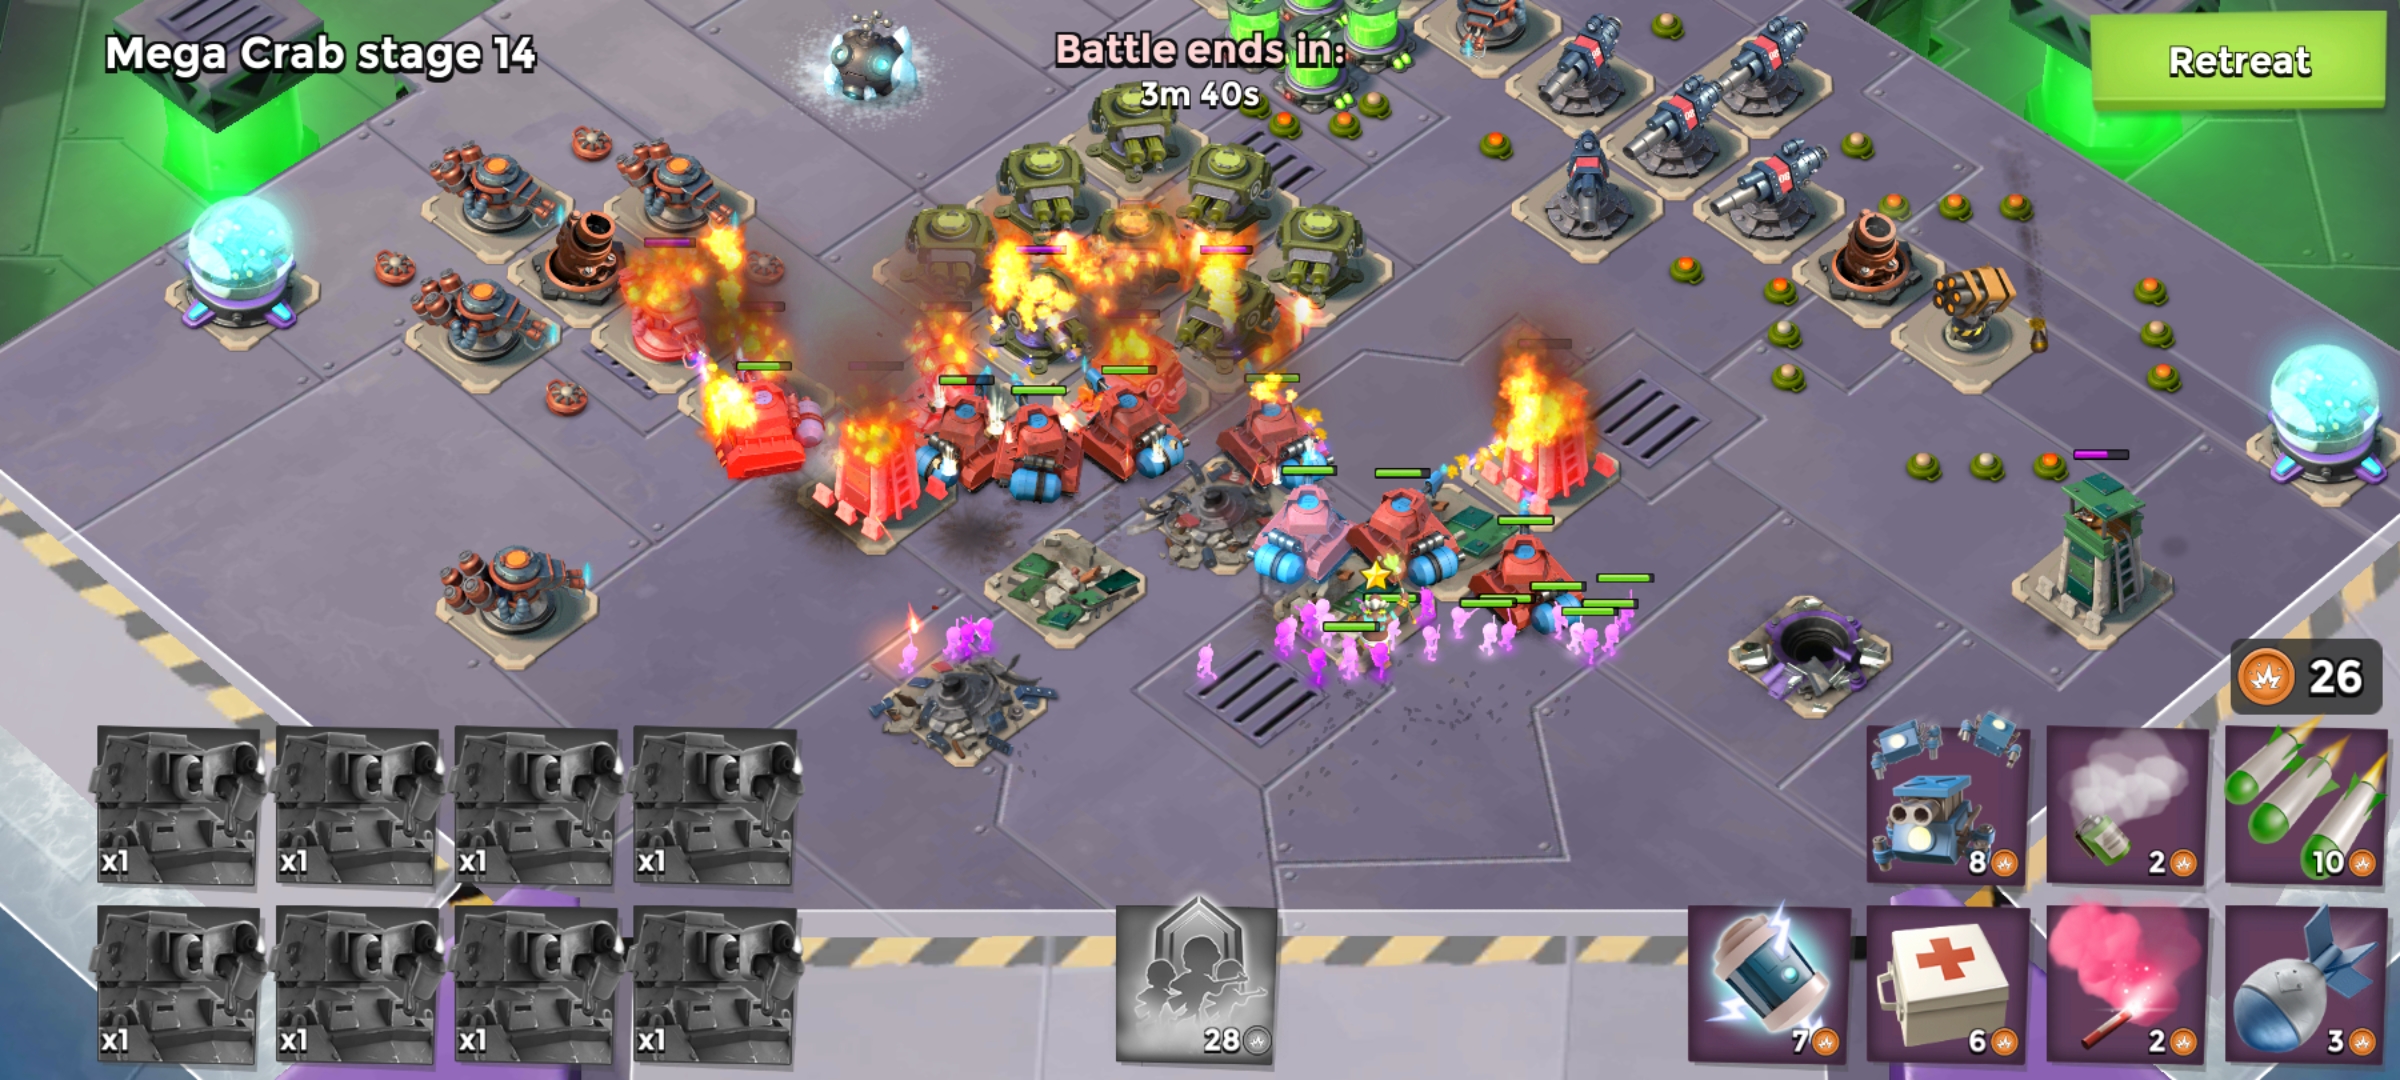 Mega Crab stage 14
Battle ends in:
3m 40s
Retreat
26
x1
x1
x1
x1
8
2
10
x1
x1
x1
x1
28
7
6
2
3